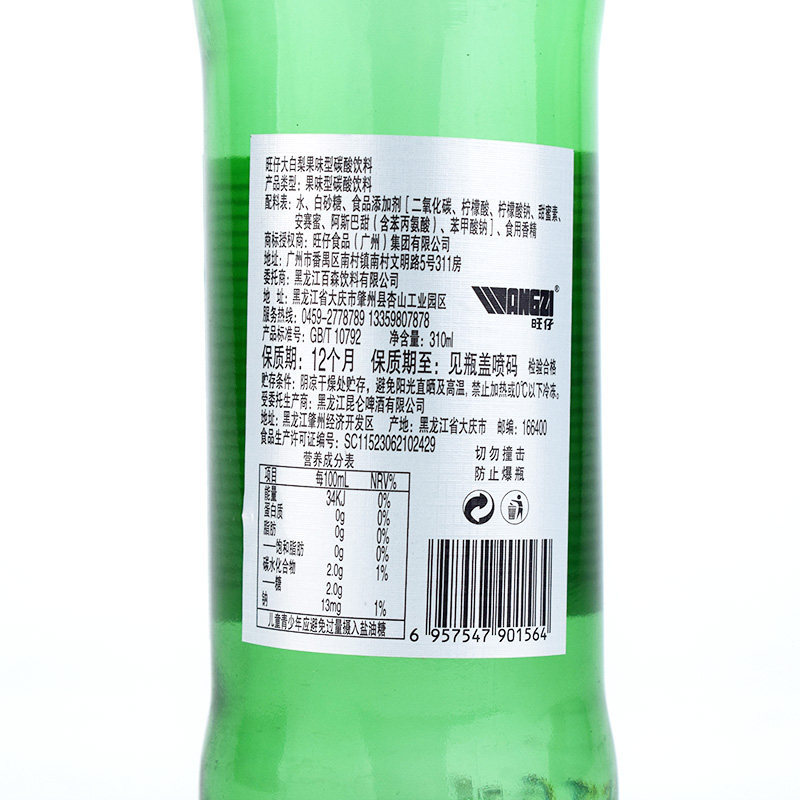 旺仔大白梨果味型碳酸饮料
产品类型：果味型碳酸饮料
配料表：水、白砂糖、食品添加剂［二氧化碳、柠檬酸、柠檬酸钠、甜蜜素、
安赛蜜、阿斯巴甜（含苯丙氨酸）、苯甲酸钠］、食用香精
商标授权商：旺仔食品（广州）集团有限公司
地址：广州市番禺区南村镇南村文明路5号311房
委托商：黑龙江百森饮料有限公司
地 址：黑龙江省大庆市肇州县杏山工业园区
服务热线：0459-2778789 13359807878
产品标准号：GB/T 10792 净含量：310ml
WANGZI®
旺仔
保质期：12个月 保质期至：见瓶盖喷码 检验合格
贮存条件：阴凉干燥处贮存，避免阳光直晒及高温，禁止加热或0℃以下冷冻。
受委托生产商：黑龙江昆仑啤酒有限公司
地址：黑龙江肇州经济开发区 产地：黑龙江省大庆市 邮编：166400
食品生产许可证编号：SC11523062102429
营养成分表
项目 每100mL NRV%
能量 34KJ 0%
蛋白质 0g 0%
脂肪 0g 0%
——饱和脂肪 0g 0%
碳水化合物 2.0g 1%
——糖 2.0g
钠 13mg 1%
儿童青少年应避免过量摄入盐油糖
切勿撞击
防止爆瓶
6 957547 901564